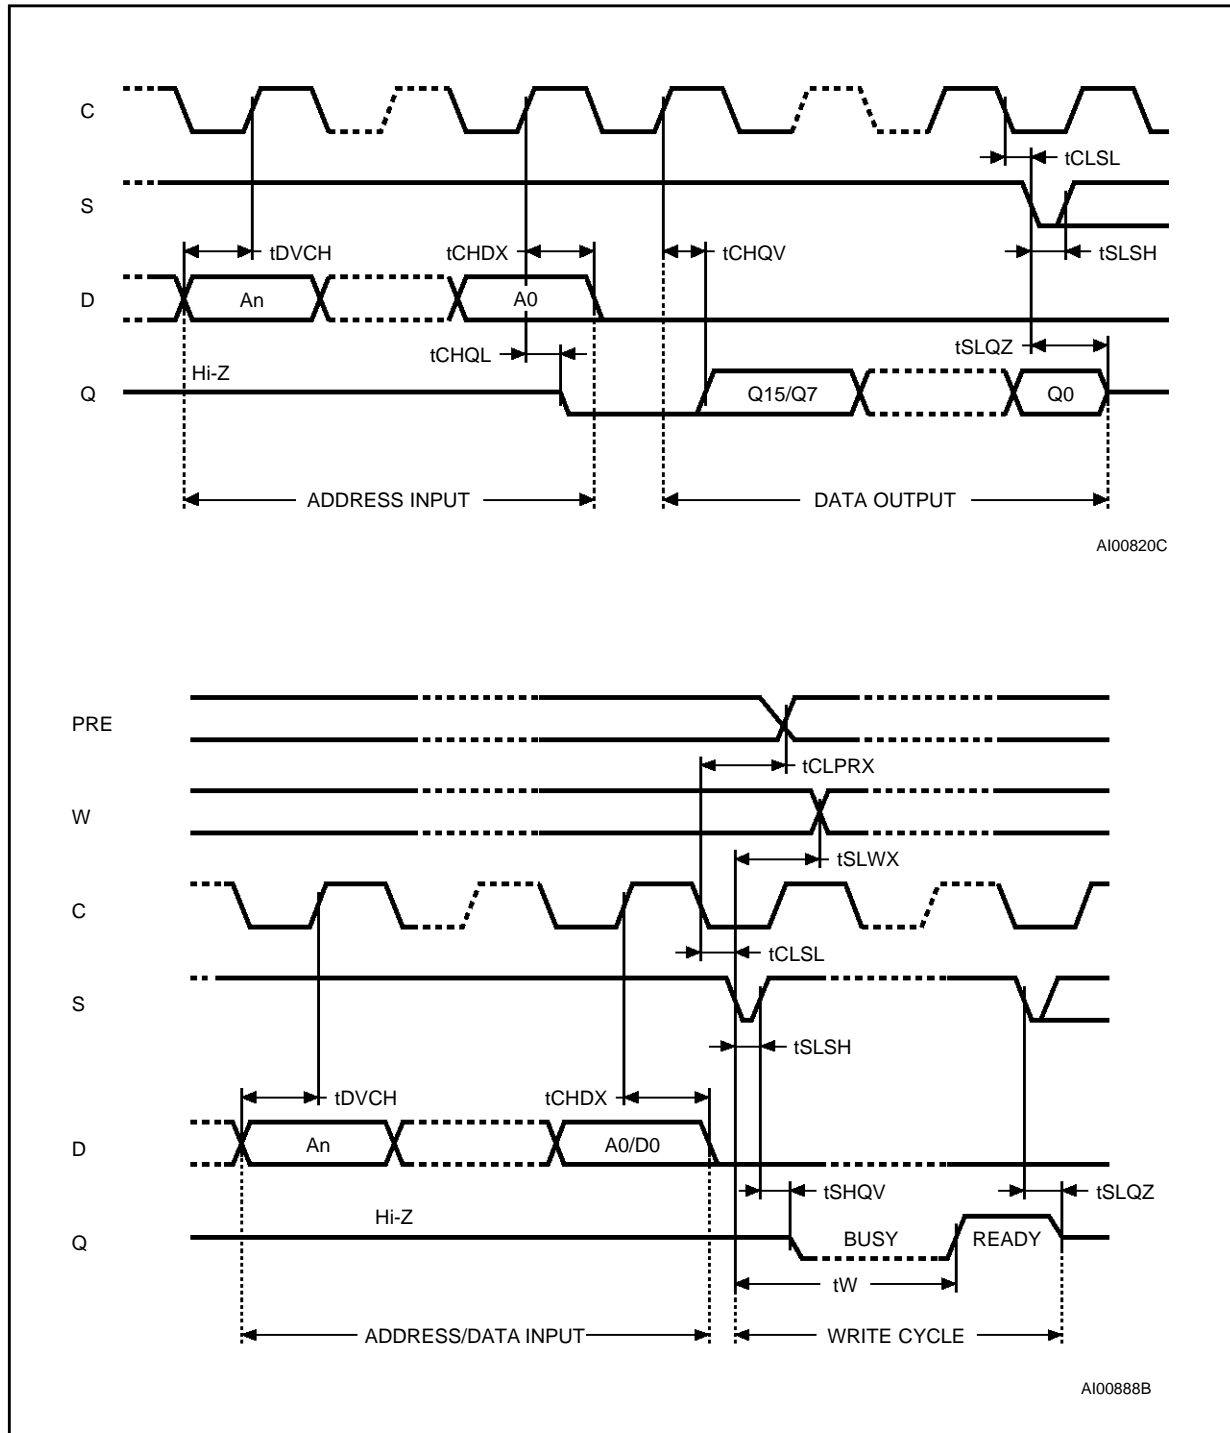 C
tCLSL
S
tDVCH
tCHDX
tCHQV
tSLSH
D
An
A0
tCHQL
tSLQZ
Hi-Z
Q
Q15/Q7
Q0
ADDRESS INPUT
DATA OUTPUT
AI00820C
PRE
tCLPRX
W
tSLWX
C
tCLSL
S
tSLSH
tDVCH
tCHDX
D
An
A0/D0
tSHQV
tSLQZ
Hi-Z
Q
BUSY
READY
tW
ADDRESS/DATA INPUT
WRITE CYCLE
AI00888B